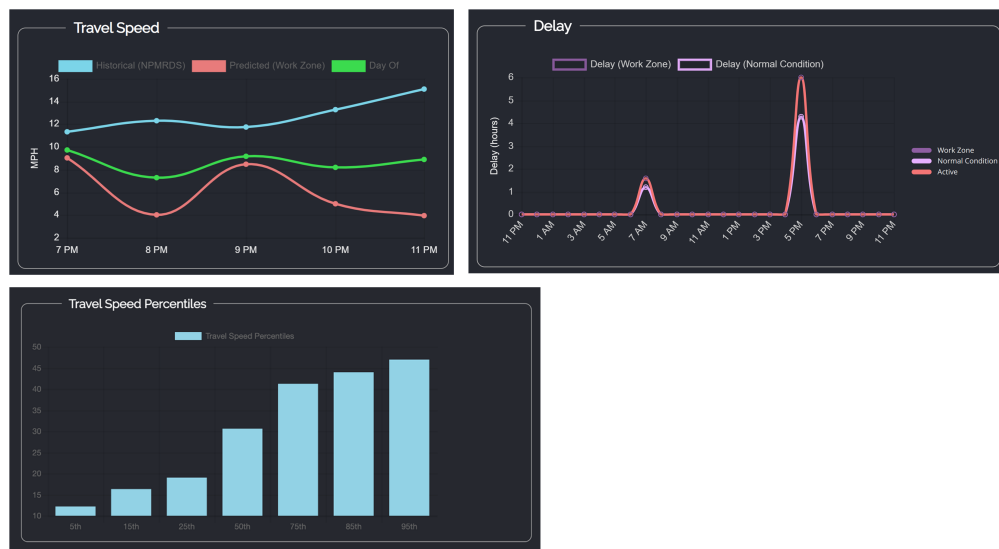 Travel Speed
Historical (NPMRDS) Predicted (Work Zone) Day Of
16
14
12
10
8
6
4
2
MPH
7 PM 8 PM 9 PM 10 PM 11 PM
Delay
Delay (Work Zone) Delay (Normal Condition)
6
5
4
3
2
1
0
Delay (hours)
11 PM 1 AM 3 AM 5 AM 7 AM 9 AM 11 AM 1 PM 3 PM 5 PM 7 PM 9 PM 11 PM
Work Zone
Normal Condition
Active
Travel Speed Percentiles
Travel Speed Percentiles
50
45
40
35
30
25
20
15
10
5th 15th 25th 50th 75th 85th 95th